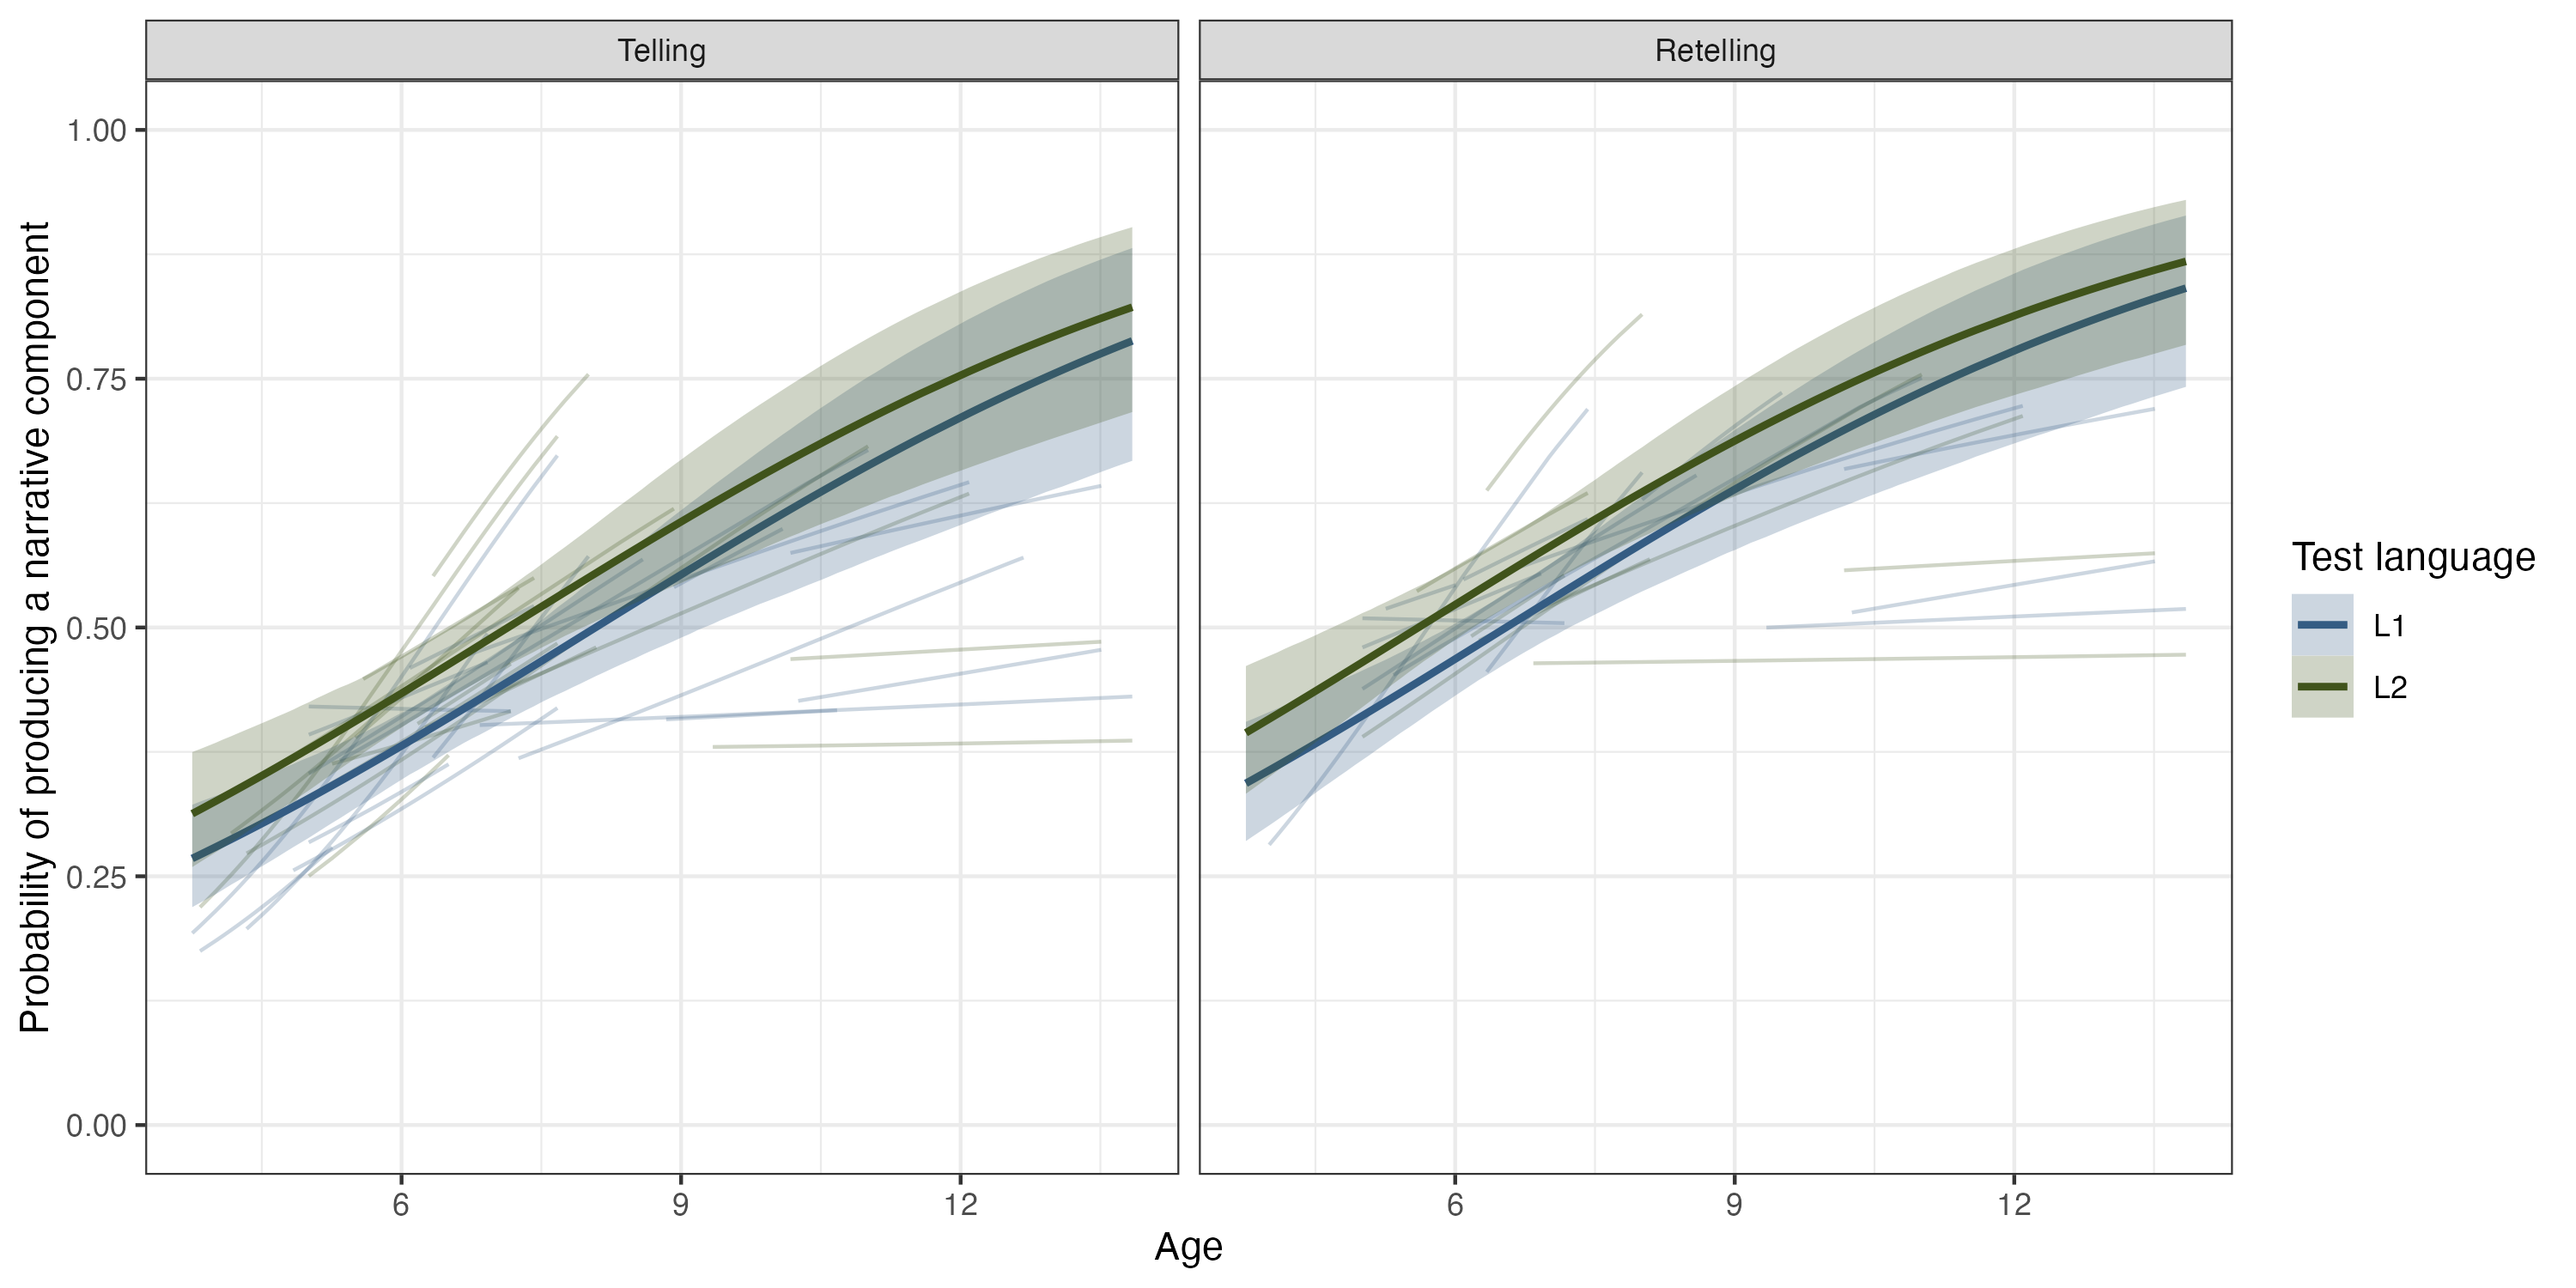 Telling
Retelling
Probability of producing a narrative component
1.00
0.75
0.50
0.25
0.00
6
9
12
6
9
12
Age
Test language
L1
L2